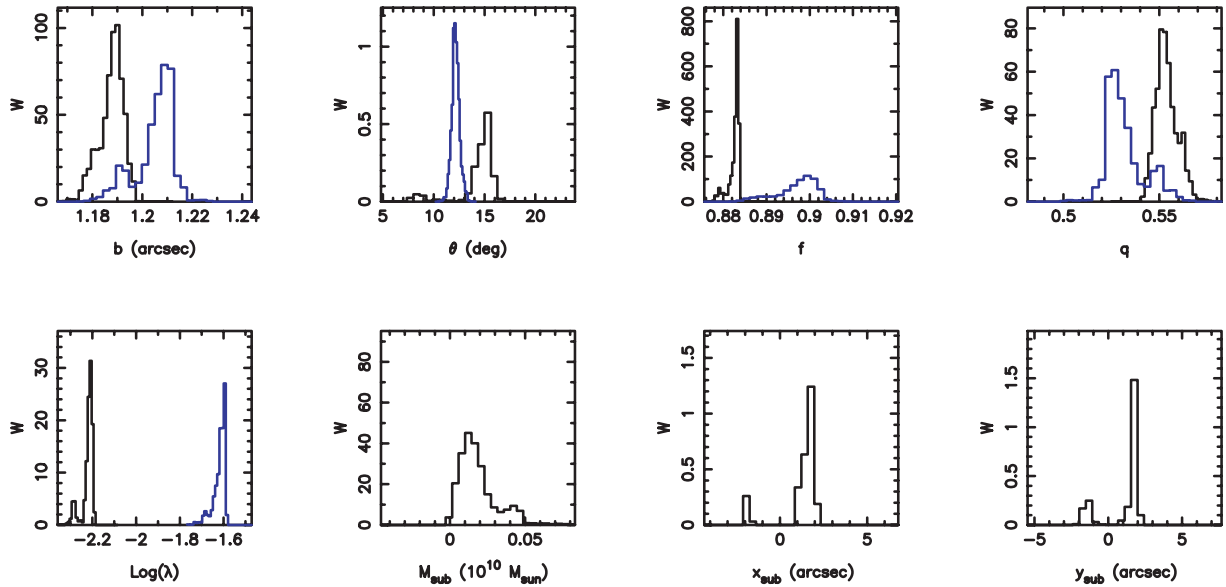 100
50
0
W
1.18 1.2 1.22 1.24
b (arcsec)
1
0.5
0
W
5 10 15 20
θ (deg)
800
600
400
200
0
W
0.88 0.89 0.9 0.91 0.92
f
80
60
40
20
0
W
0.5 0.55
q
30
20
10
0
W
−2.2 −2 −1.8 −1.6
Log(λ)
80
60
40
20
0
W
0 0.05
M_sub (10^10 M_sun)
1.5
1
0.5
0
W
0 5
x_sub (arcsec)
1.5
1
0.5
0
W
−5 0 5
y_sub (arcsec)